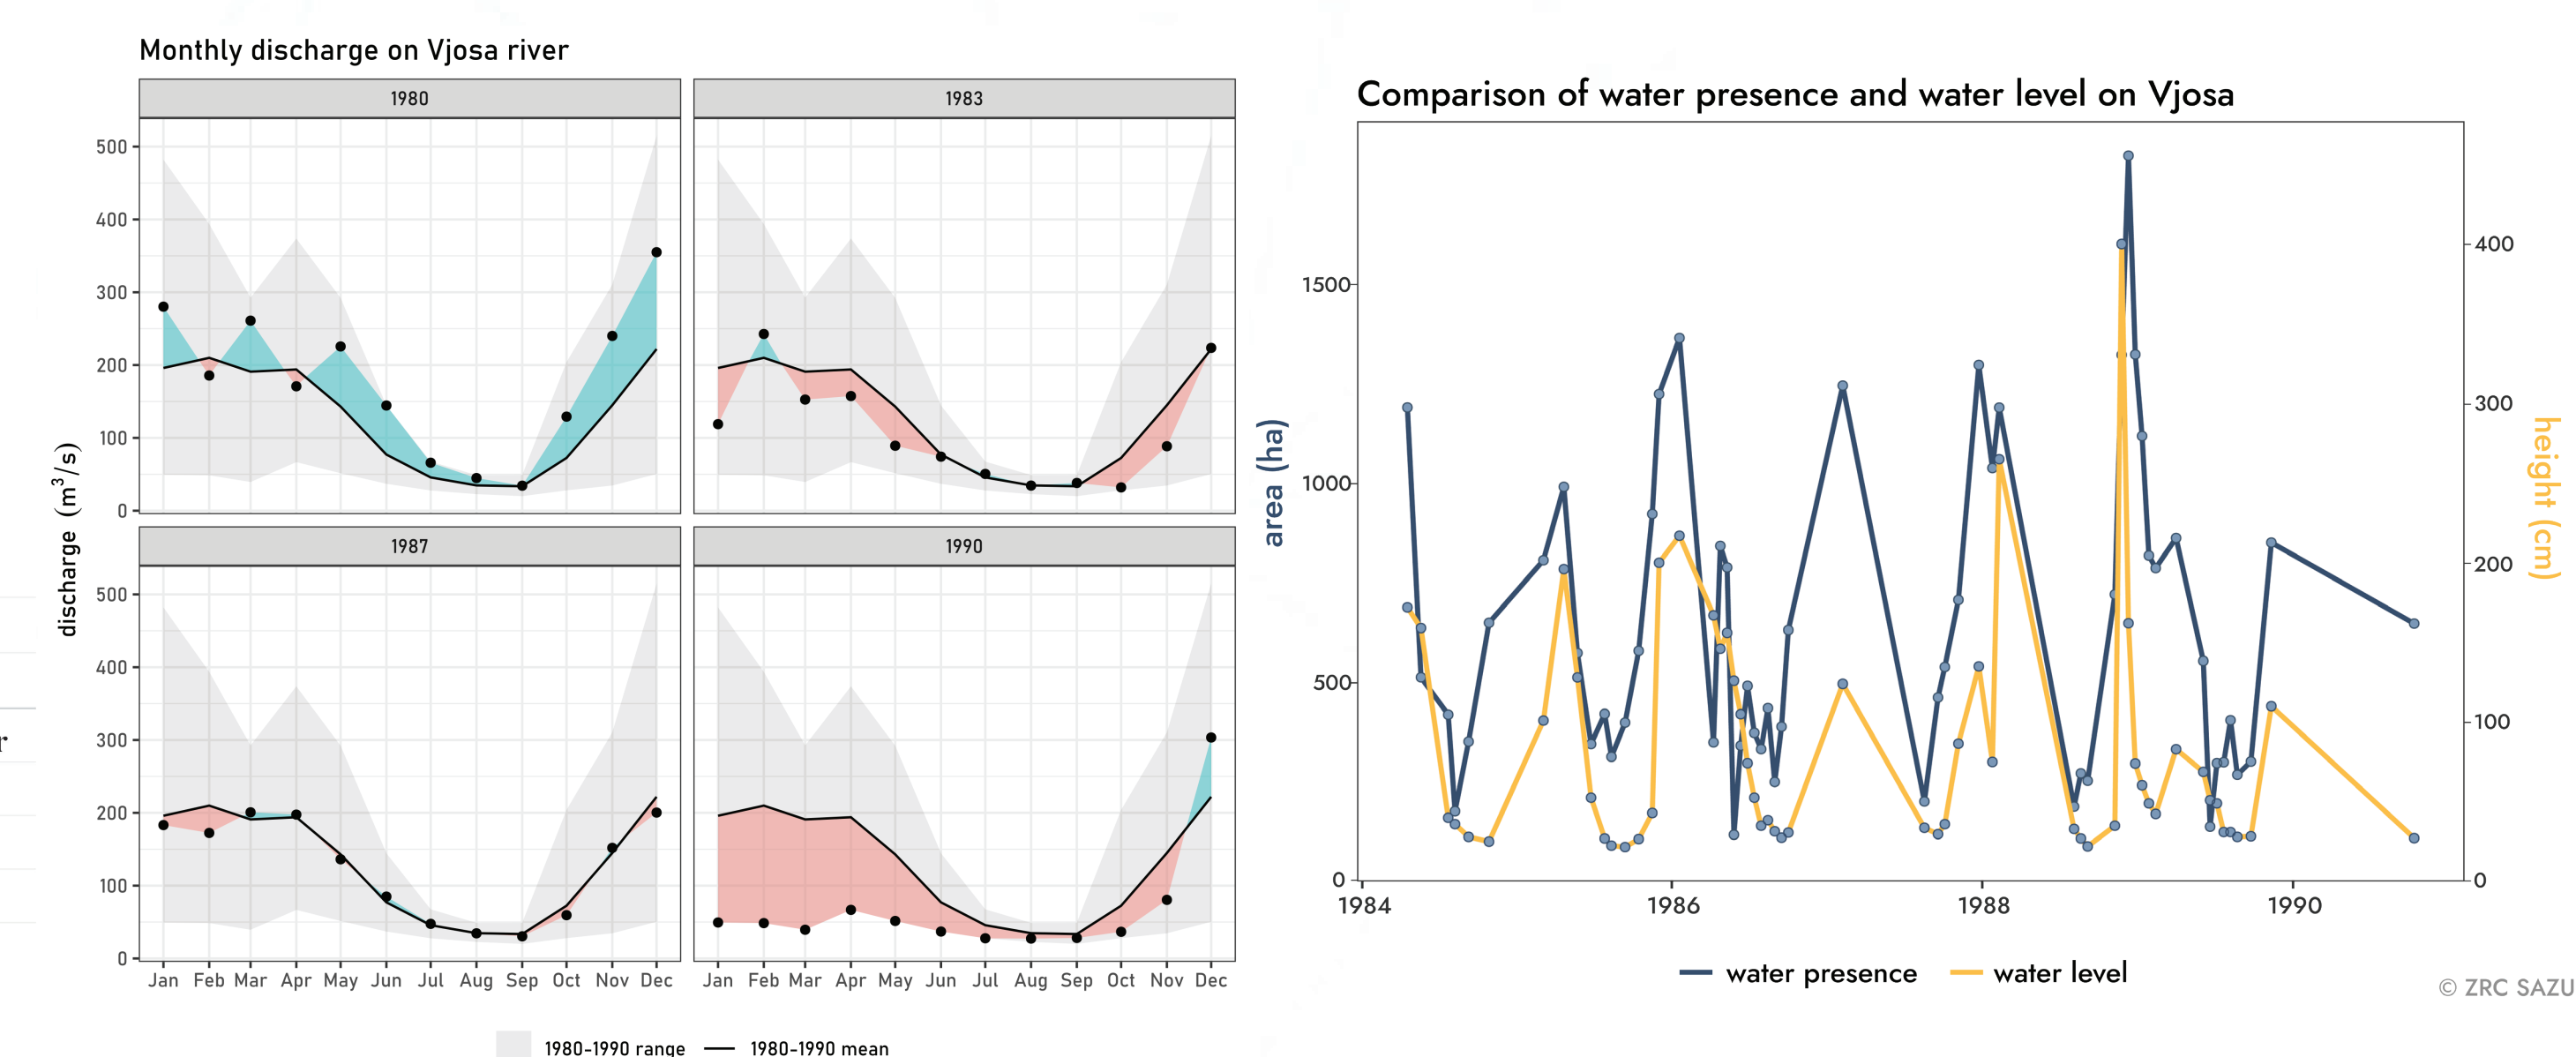 Monthly discharge on Vjosa river
1980
1983
500
400
300
200
100
0
1987
1990
500
400
300
200
100
0
discharge (m³/s)
Jan Feb Mar Apr May Jun Jul Aug Sep Oct Nov Dec
Jan Feb Mar Apr May Jun Jul Aug Sep Oct Nov Dec
1980-1990 range 1980-1990 mean
Comparison of water presence and water level on Vjosa
area (ha)
1500
1000
500
0
400
300
200
100
0
height (cm)
1984 1986 1988 1990
water presence water level
© ZRC SAZU